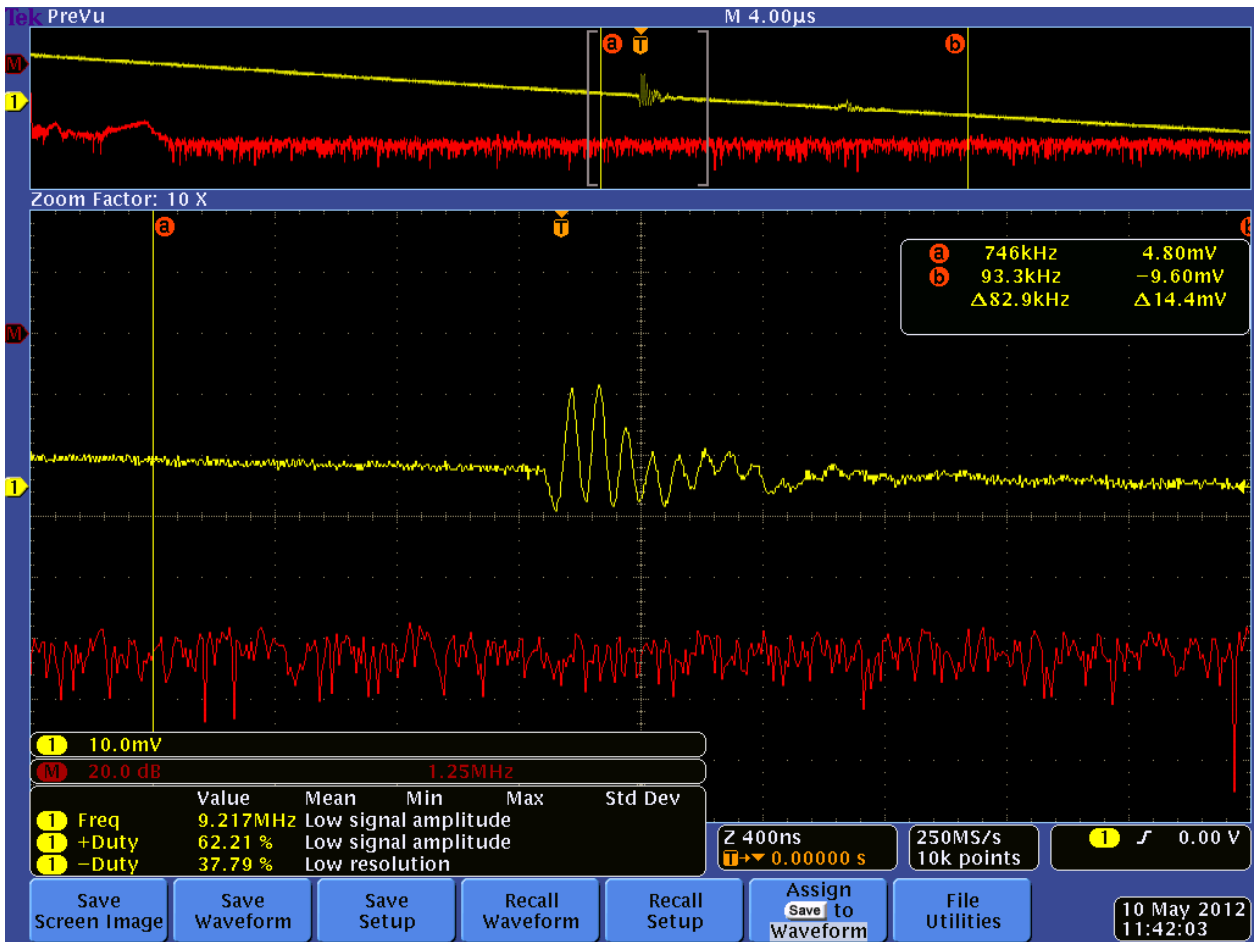 Tek PreVu M 4.00µs
a T b
M
1
Zoom Factor: 10 X
a T b
a 746kHz 4.80mV
b 93.3kHz −9.60mV
Δ82.9kHz Δ14.4mV
M
1
1 10.0mV
M 20.0 dB 1.25MHz
Value Mean Min Max Std Dev
1 Freq 9.217MHz Low signal amplitude
1 +Duty 62.21 % Low signal amplitude
1 −Duty 37.79 % Low resolution
Z 400ns
T→▼ 0.00000 s
250MS/s
10k points
1 0.00 V
Save
Screen Image
Save
Waveform
Save
Setup
Recall
Waveform
Recall
Setup
Assign
Save to
Waveform
File
Utilities
10 May 2012
11:42:03